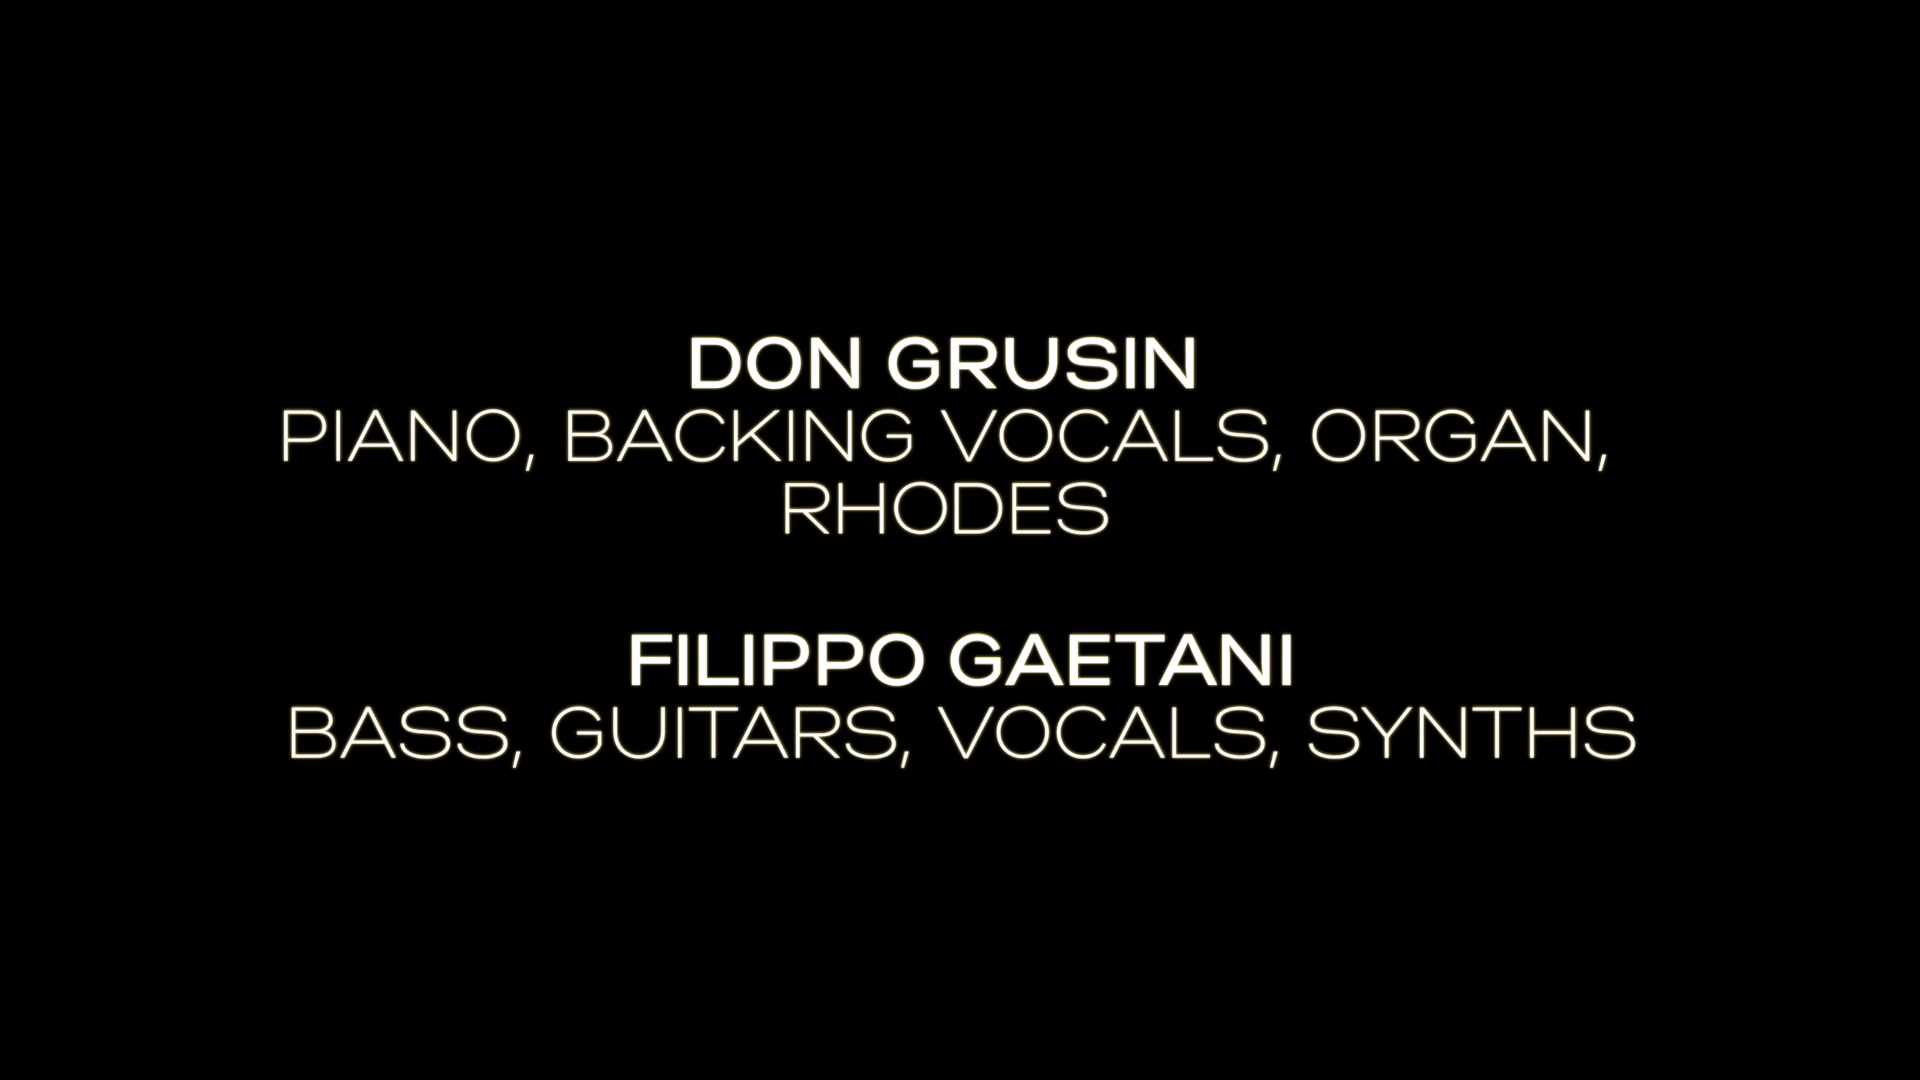 DON GRUSIN
PIANO, BACKING VOCALS, ORGAN,
RHODES
FILIPPO GAETANI
BASS, GUITARS, VOCALS, SYNTHS